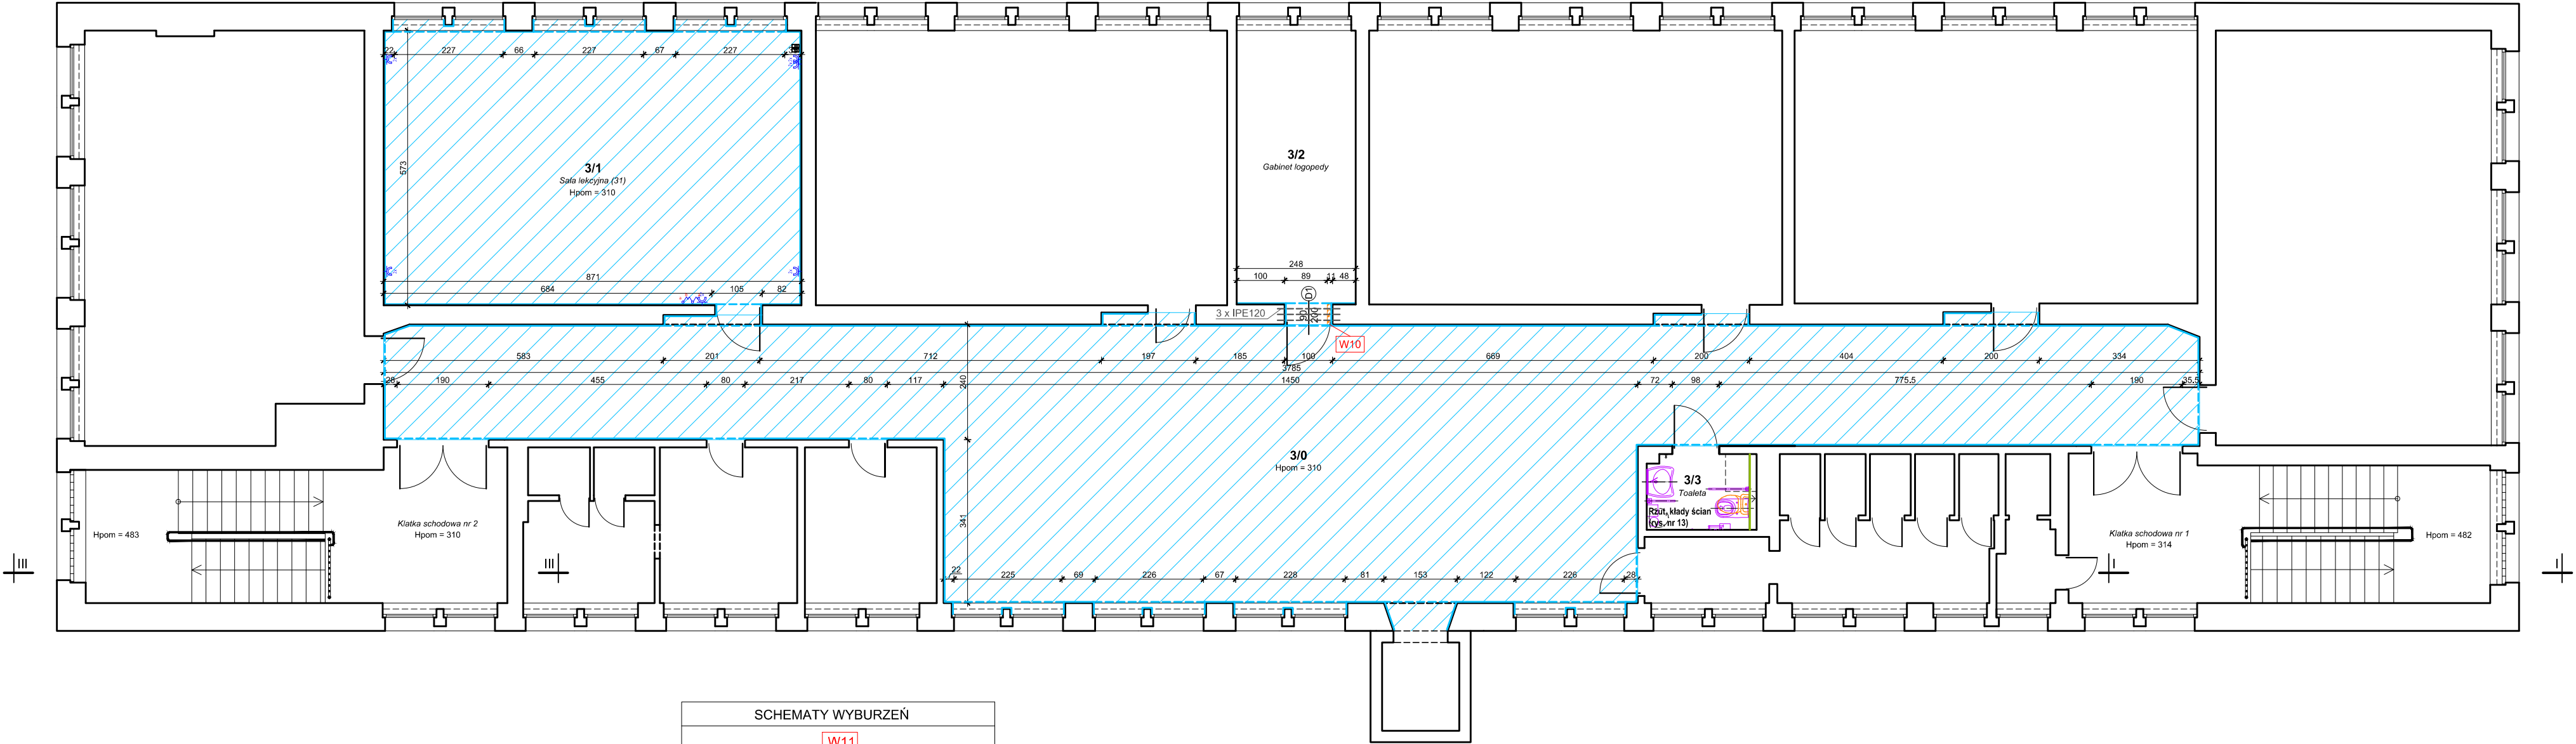 22 227 66 227 67 227
573
3/1
Sala lekcyjna (31)
Hpom = 310
871
684 105 82
3/2
Gabinet logopedy
248
100 89 11 48
D1
3 x IPE120
90
200
W10
583 201 712 197 185 100 669 200 404 200 334
3785
28 190 455 80 217 80 117 1450 72 98 775,5 190 35,5
240
341
3/0
Hpom = 310
3/3
Toaleta
Rzut, kłady ścian
(rys. nr 13)
Klatka schodowa nr 2
Hpom = 310
Hpom = 483
Klatka schodowa nr 1
Hpom = 314
Hpom = 482
III
III
I
I
22 225 69 226 67 228 81 153 122 226 28
SCHEMATY WYBURZEŃ
W11